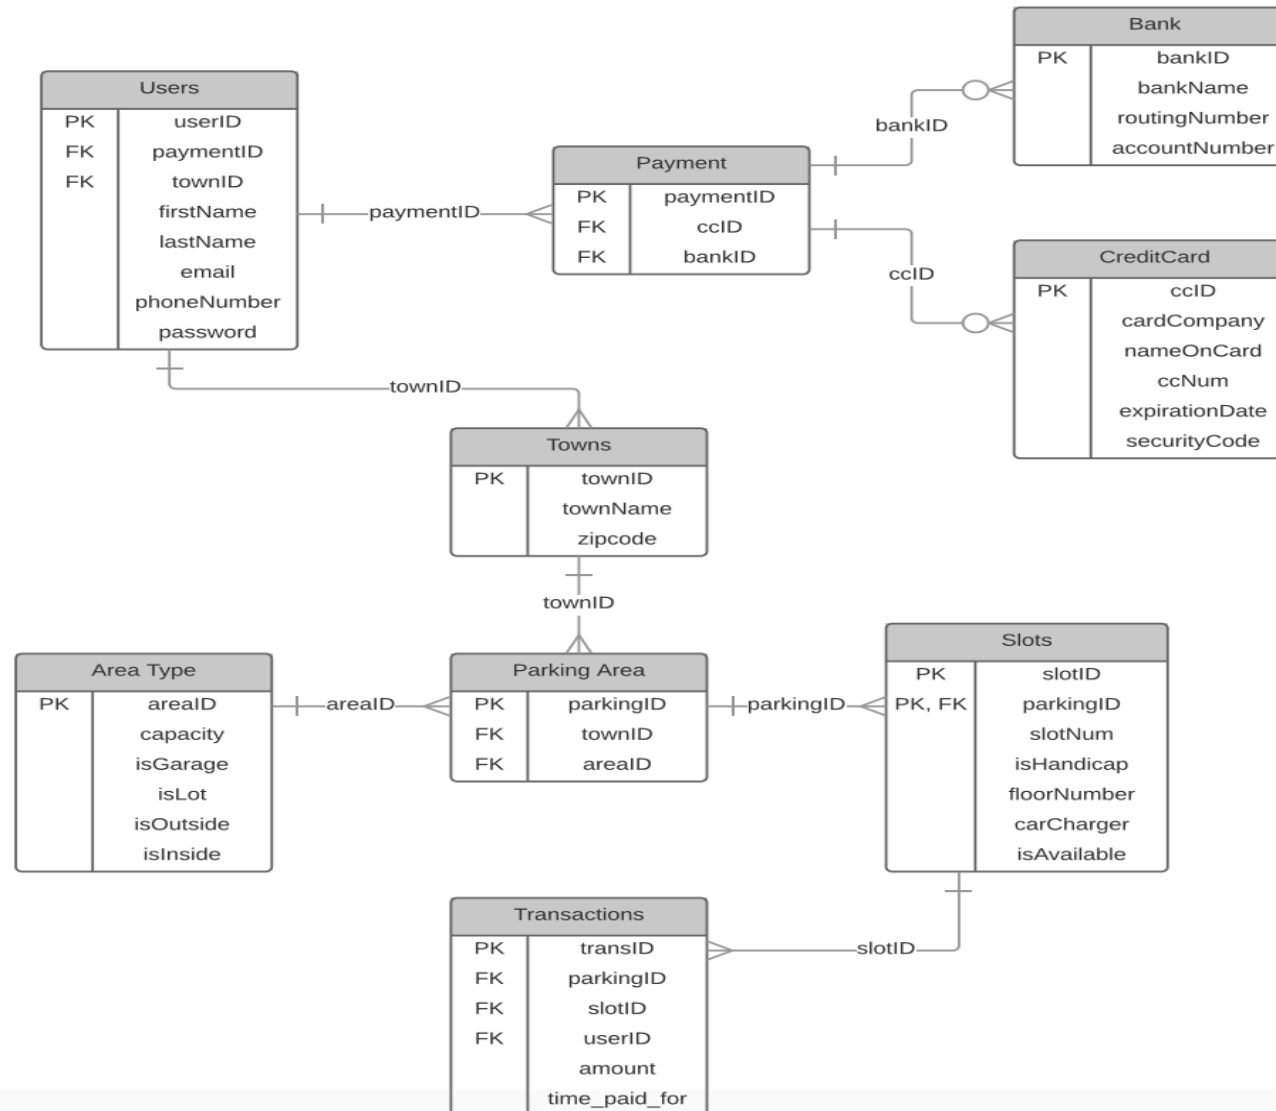 Bank
PK bankID
bankName
routingNumber
accountNumber
bankID
Users
PK userID
FK paymentID
FK townID
firstName
lastName
email
phoneNumber
password
paymentID
Payment
PK paymentID
FK ccID
FK bankID
ccID
CreditCard
PK ccID
cardCompany
nameOnCard
ccNum
expirationDate
securityCode
townID
Towns
PK townID
townName
zipcode
townID
Area Type
PK areaID
capacity
isGarage
isLot
isOutside
isInside
areaID
Parking Area
PK parkingID
FK townID
FK areaID
parkingID
Slots
PK slotID
PK, FK parkingID
slotNum
isHandicap
floorNumber
carCharger
isAvailable
slotID
Transactions
PK transID
FK parkingID
FK slotID
FK userID
amount
time_paid_for